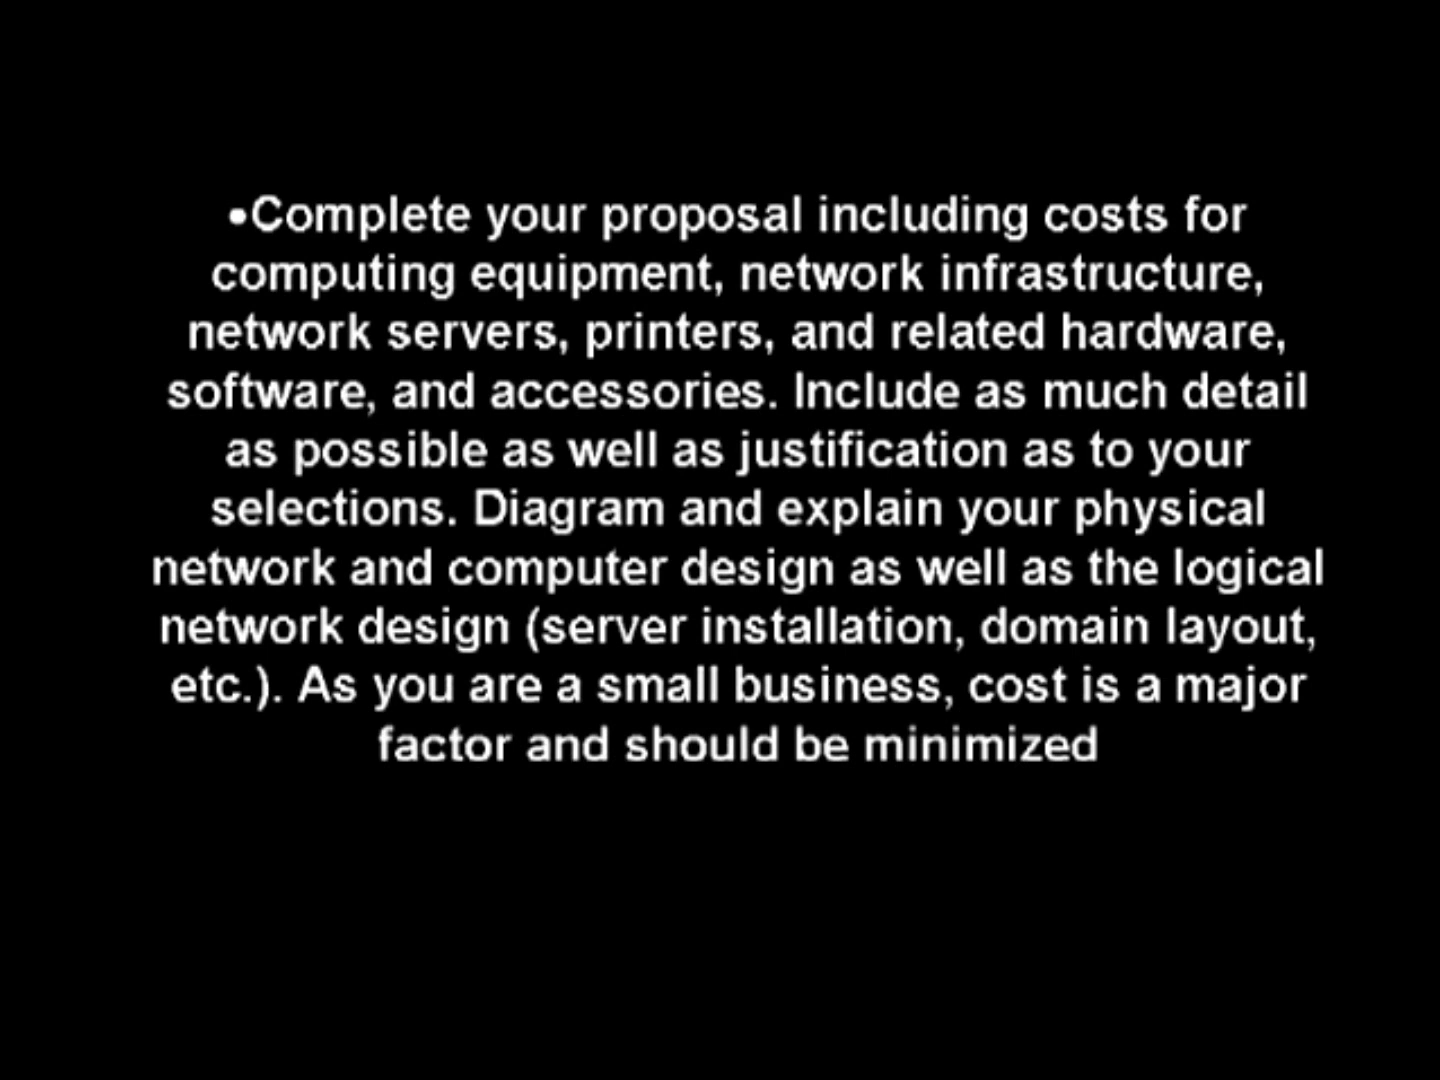 •Complete your proposal including costs for
computing equipment, network infrastructure,
network servers, printers, and related hardware,
software, and accessories. Include as much detail
as possible as well as justification as to your
selections. Diagram and explain your physical
network and computer design as well as the logical
network design (server installation, domain layout,
etc.). As you are a small business, cost is a major
factor and should be minimized